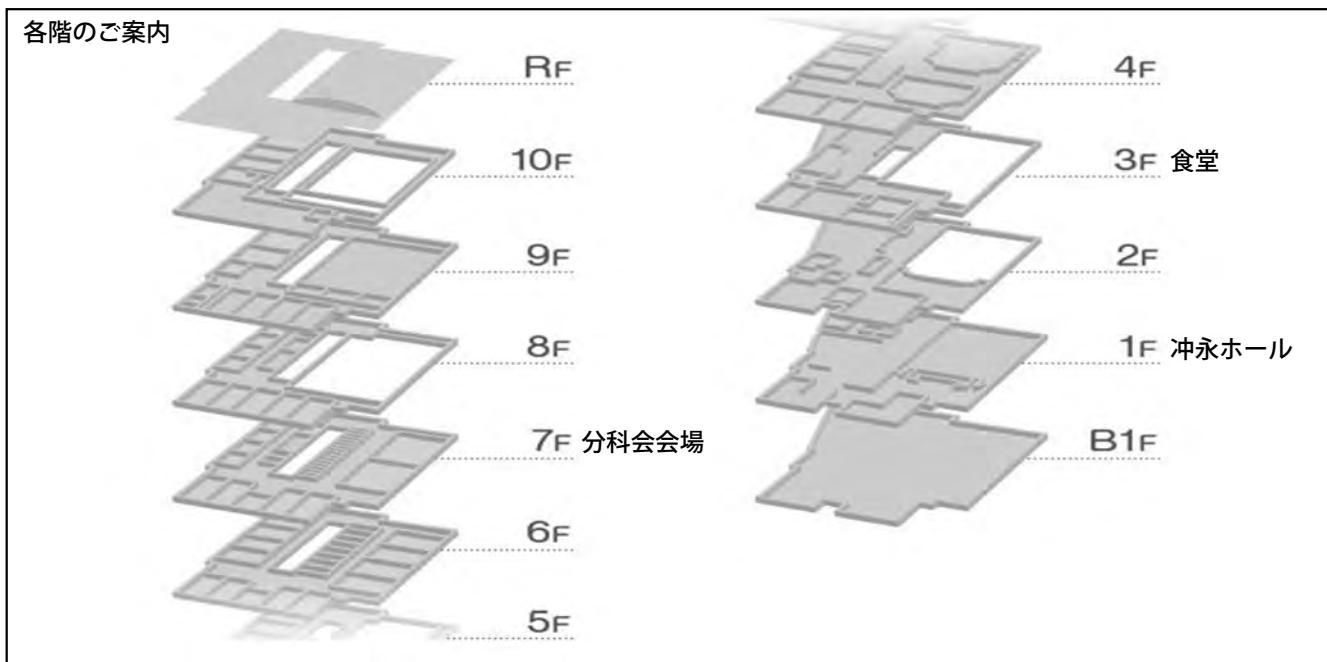 各階のご案内
RF
10F
9F
8F
7F 分科会会場
6F
5F
4F
3F 食堂
2F
1F 冲永ホール
B1F